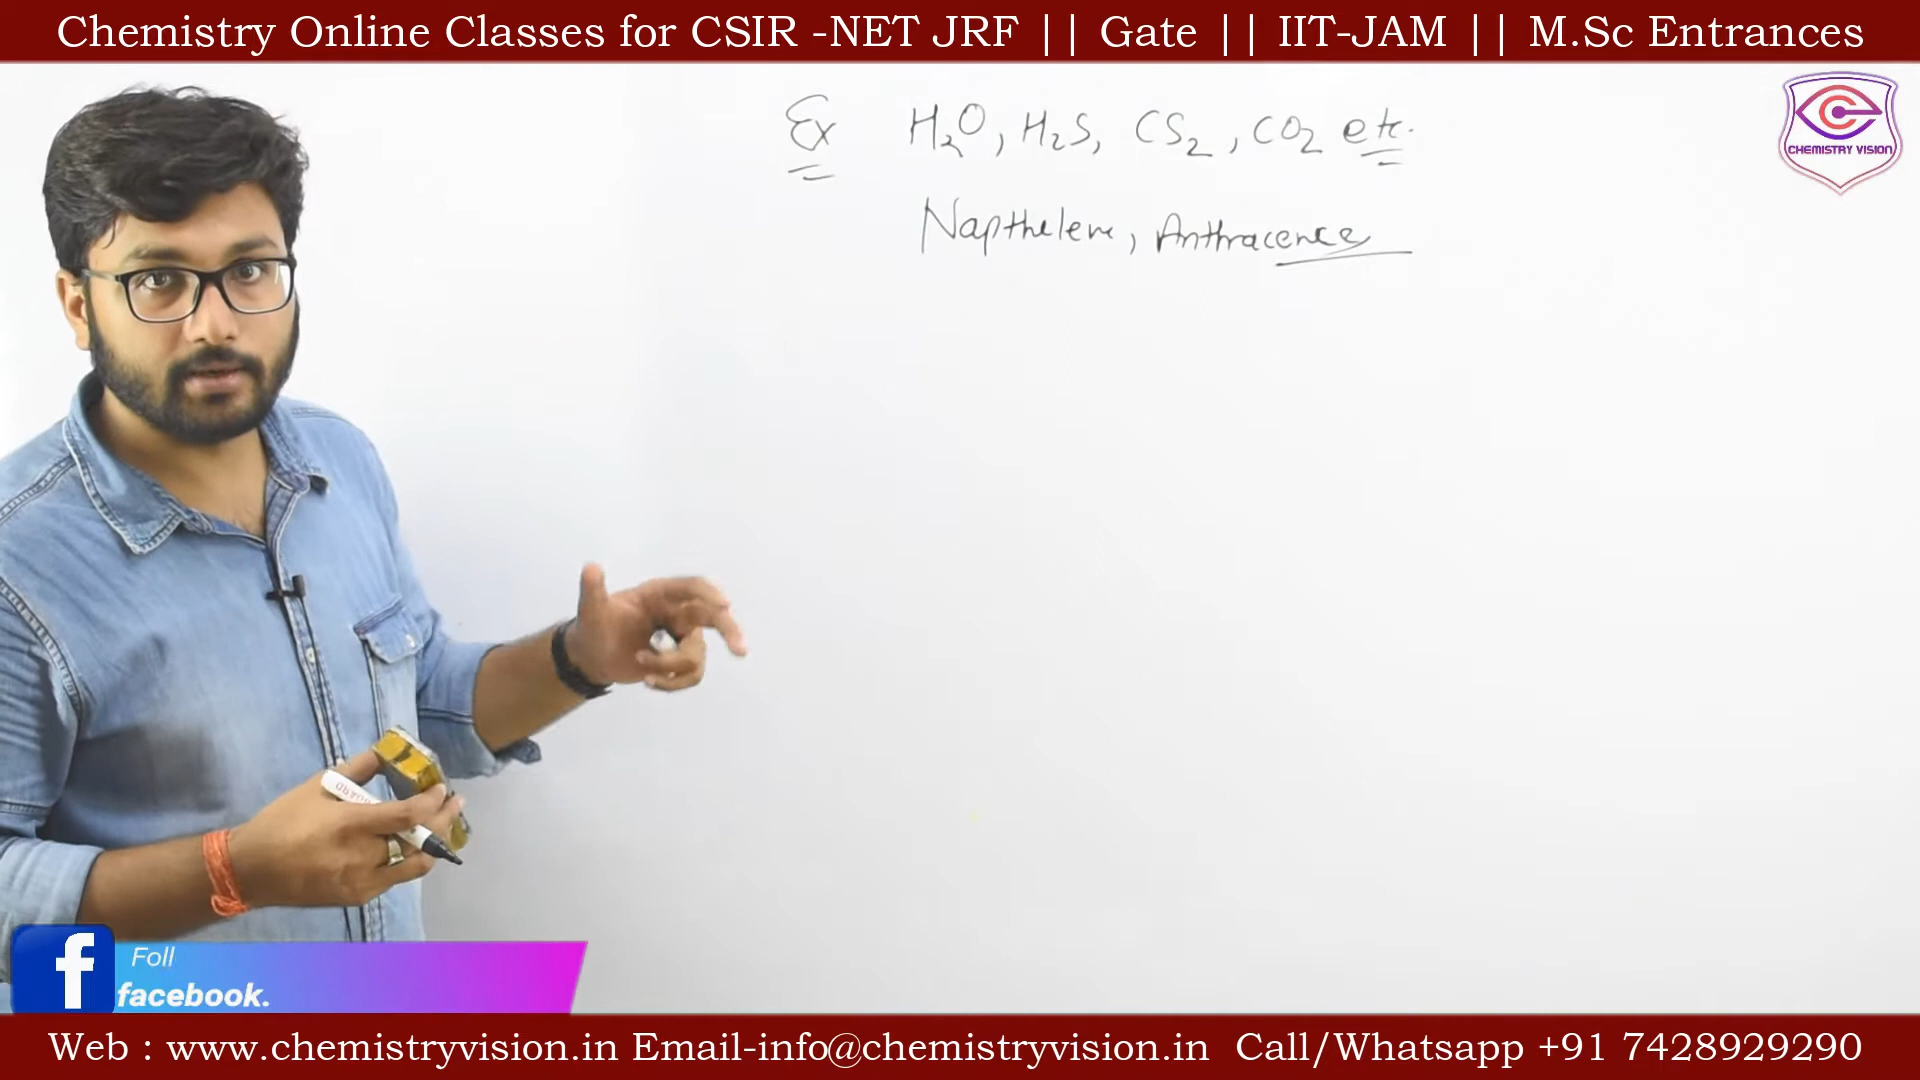 Chemistry Online Classes for CSIR -NET JRF || Gate || IIT-JAM || M.Sc Entrances
Ex H₂O, H₂S, CS₂, CO₂ etc.
CHEMISTRY VISION
Napthelene, Anthracence
Foll
facebook.
Web : www.chemistryvision.in Email-info@chemistryvision.in Call/Whatsapp +91 7428929290